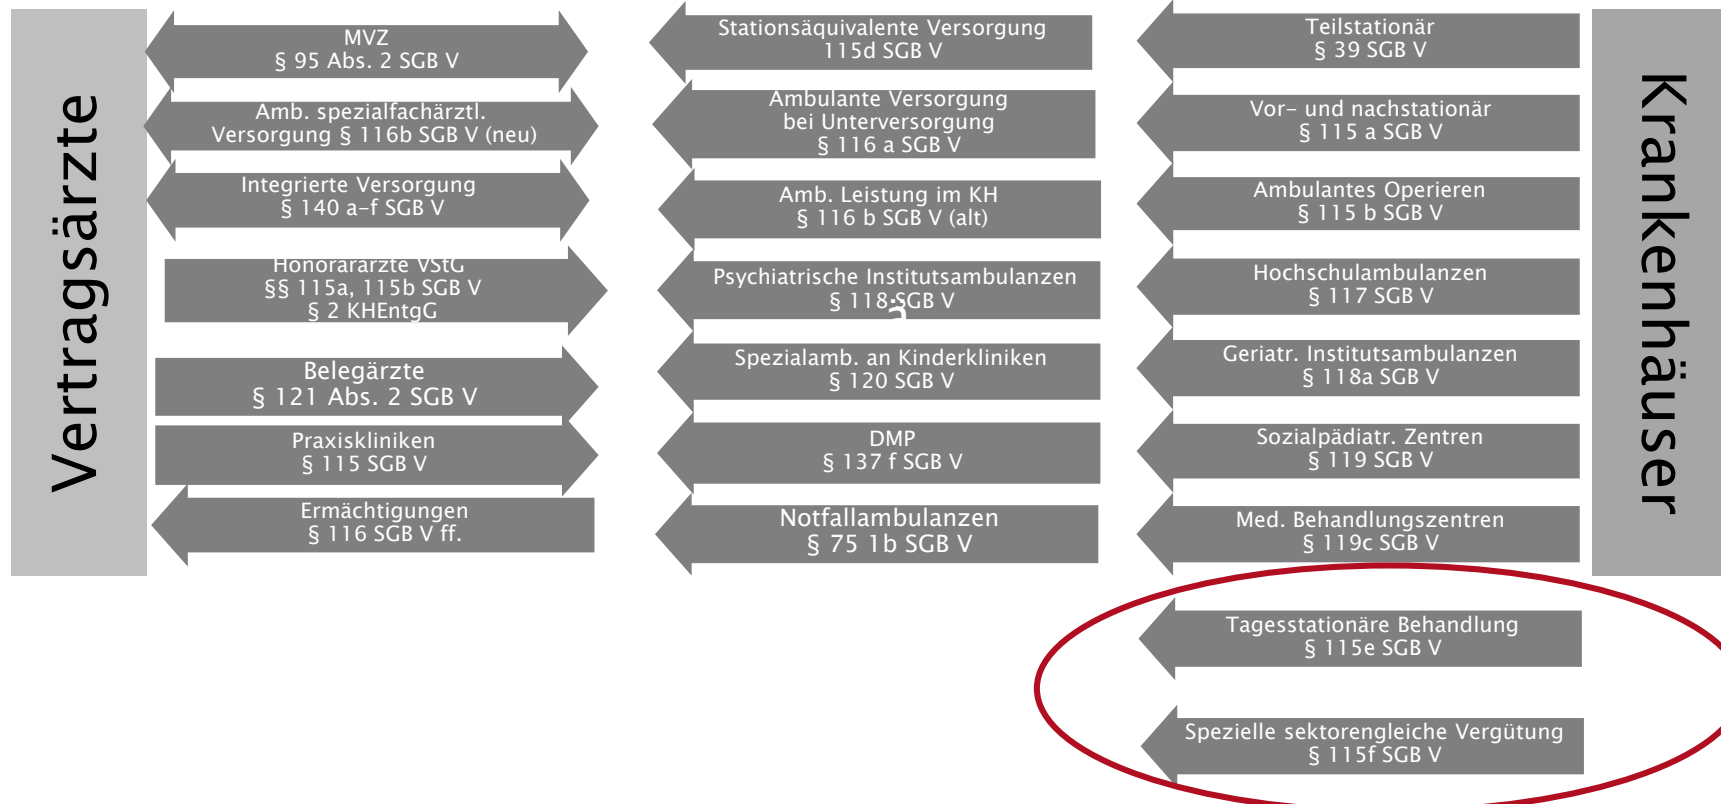 Vertragsärzte
MVZ
§ 95 Abs. 2 SGB V
Amb. spezialfachärztl.
Versorgung § 116b SGB V (neu)
Integrierte Versorgung
§ 140 a-f SGB V
Honorarärzte VStG
§§ 115a, 115b SGB V
§ 2 KHEntgG
Belegärzte
§ 121 Abs. 2 SGB V
Praxiskliniken
§ 115 SGB V
Ermächtigungen
§ 116 SGB V ff.
Stationsäquivalente Versorgung
115d SGB V
Ambulante Versorgung
bei Unterversorgung
§ 116 a SGB V
Amb. Leistung im KH
§ 116 b SGB V (alt)
Psychiatrische Institutsambulanzen
§ 118 SGB V
Spezialamb. an Kinderkliniken
§ 120 SGB V
DMP
§ 137 f SGB V
Notfallambulanzen
§ 75 1b SGB V
Teilstationär
§ 39 SGB V
Vor- und nachstationär
§ 115 a SGB V
Ambulantes Operieren
§ 115 b SGB V
Hochschulambulanzen
§ 117 SGB V
Geriatr. Institutsambulanzen
§ 118a SGB V
Sozialpädiatr. Zentren
§ 119 SGB V
Med. Behandlungszentren
§ 119c SGB V
Tagesstationäre Behandlung
§ 115e SGB V
Spezielle sektorengleiche Vergütung
§ 115f SGB V
Krankenhäuser